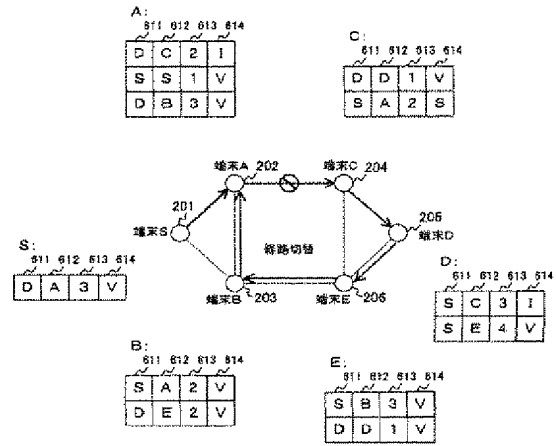 A:
611 612 613 614
D C 2 I
S S 1 V
D B 3 V
C:
611 612 613 614
D D 1 V
S A 2 S
端末A 202
端末C 204
201
端末S
205
端末D
経路切替
S:
611 612 613 614
D A 3 V
端末B 203
端末E 206
D:
611 612 613 614
S C 3 I
S E 4 V
B:
611 612 613 614
S A 2 V
D E 2 V
E:
611 612 613 614
S B 3 V
D D 1 V